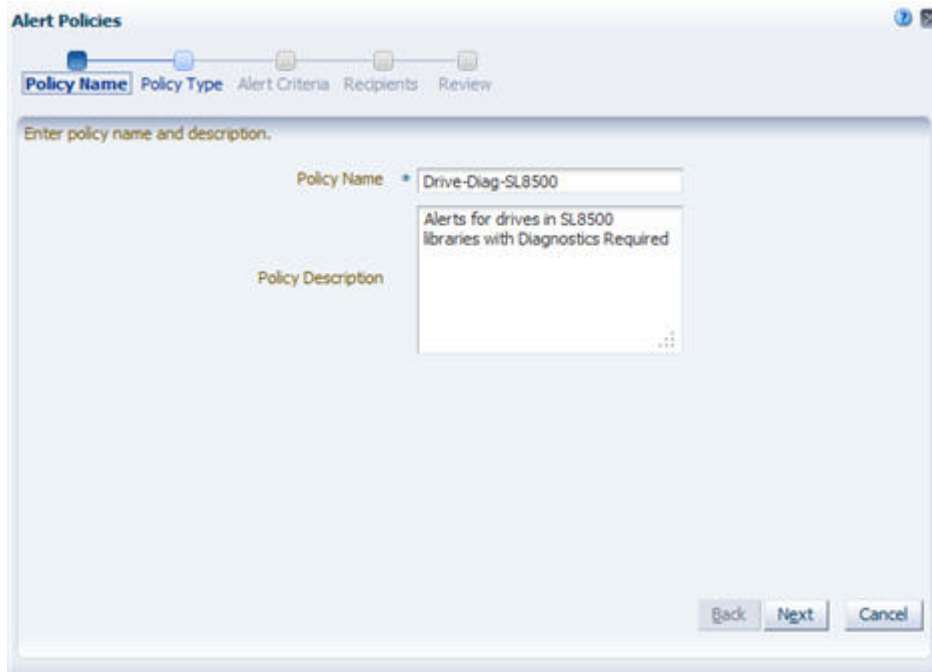 Alert Policies
Policy Name Policy Type Alert Criteria Recipients Review
Enter policy name and description.
Policy Name * Drive-Diag-SL8500
Alerts for drives in SL8500
libraries with Diagnostics Required
Policy Description
Back Next Cancel